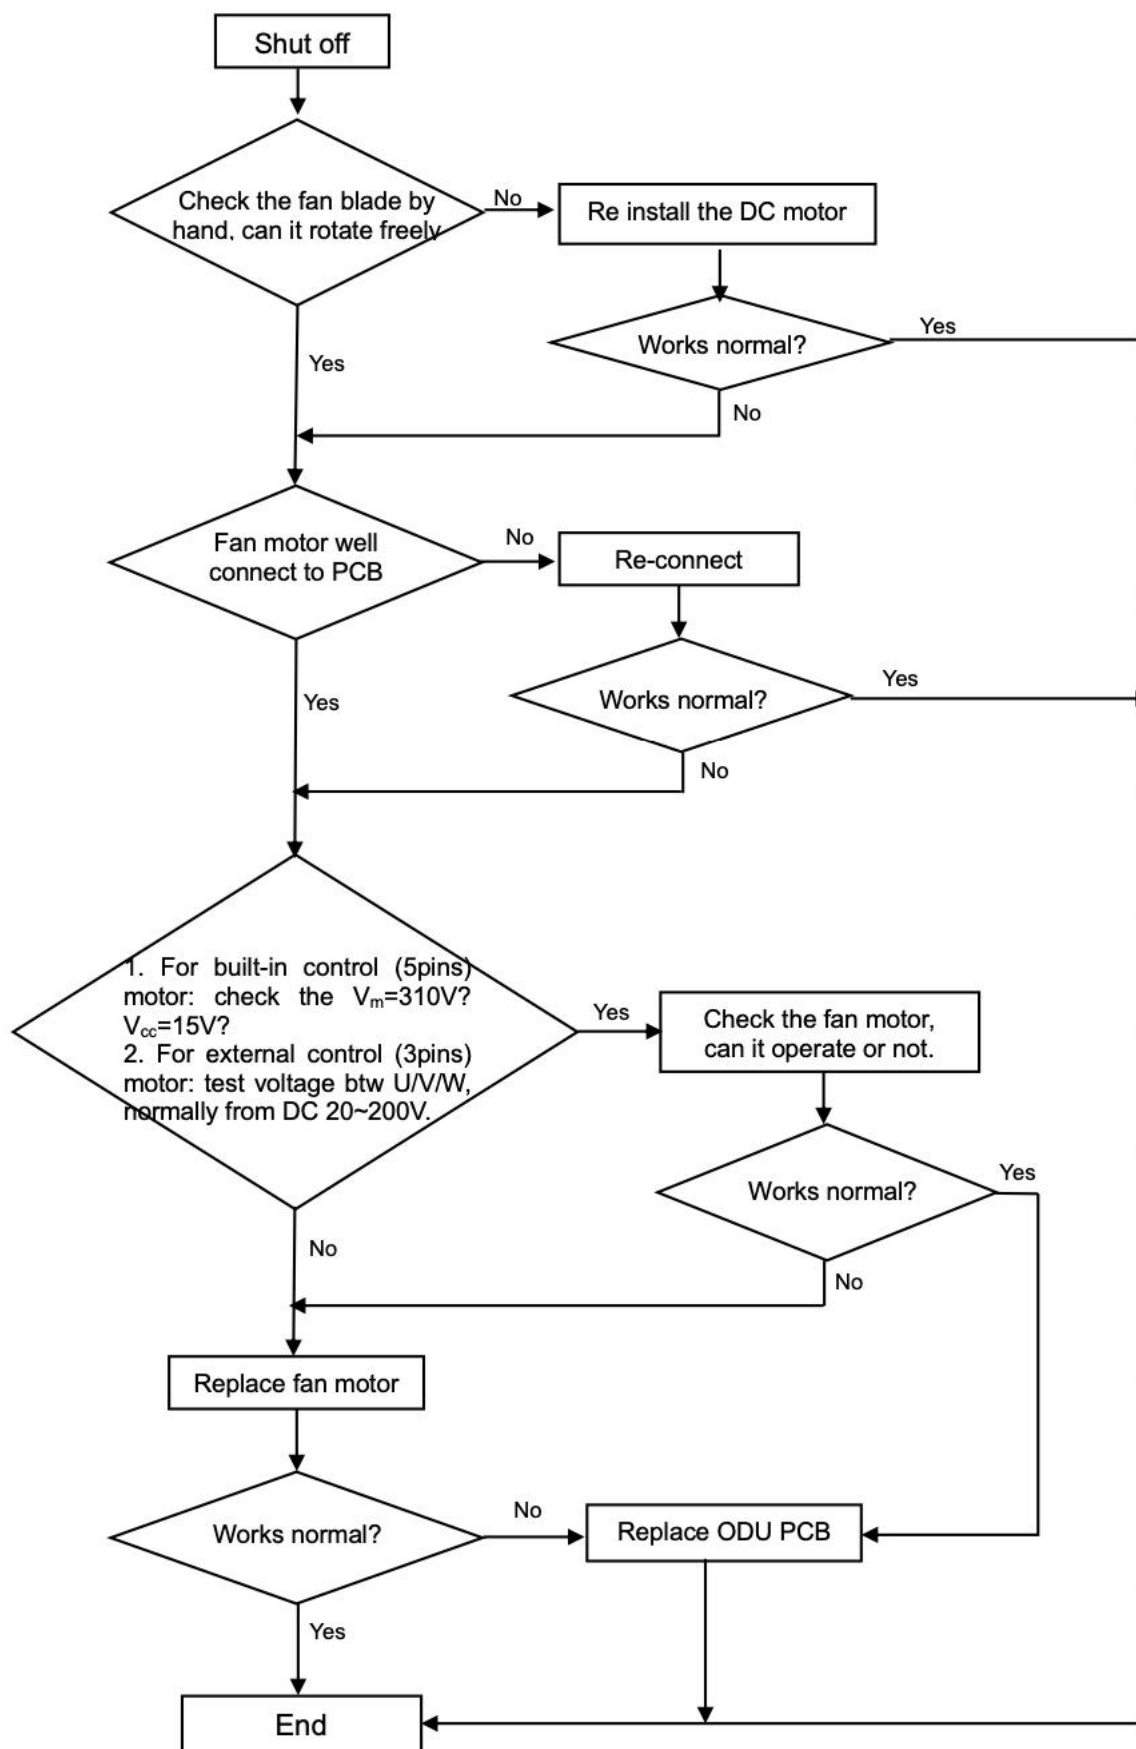 Shut off
Check the fan blade by
hand, can it rotate freely
No
Re install the DC motor
Yes
Works normal?
Yes
No
Fan motor well
connect to PCB
No
Re-connect
Yes
Works normal?
Yes
No
1. For built-in control (5pins)
motor: check the Vm=310V?
Vcc=15V?
2. For external control (3pins)
motor: test voltage btw U/V/W,
normally from DC 20~200V.
Yes
Check the fan motor,
can it operate or not.
Works normal?
Yes
No
No
Replace fan motor
Works normal?
No
Replace ODU PCB
Yes
End